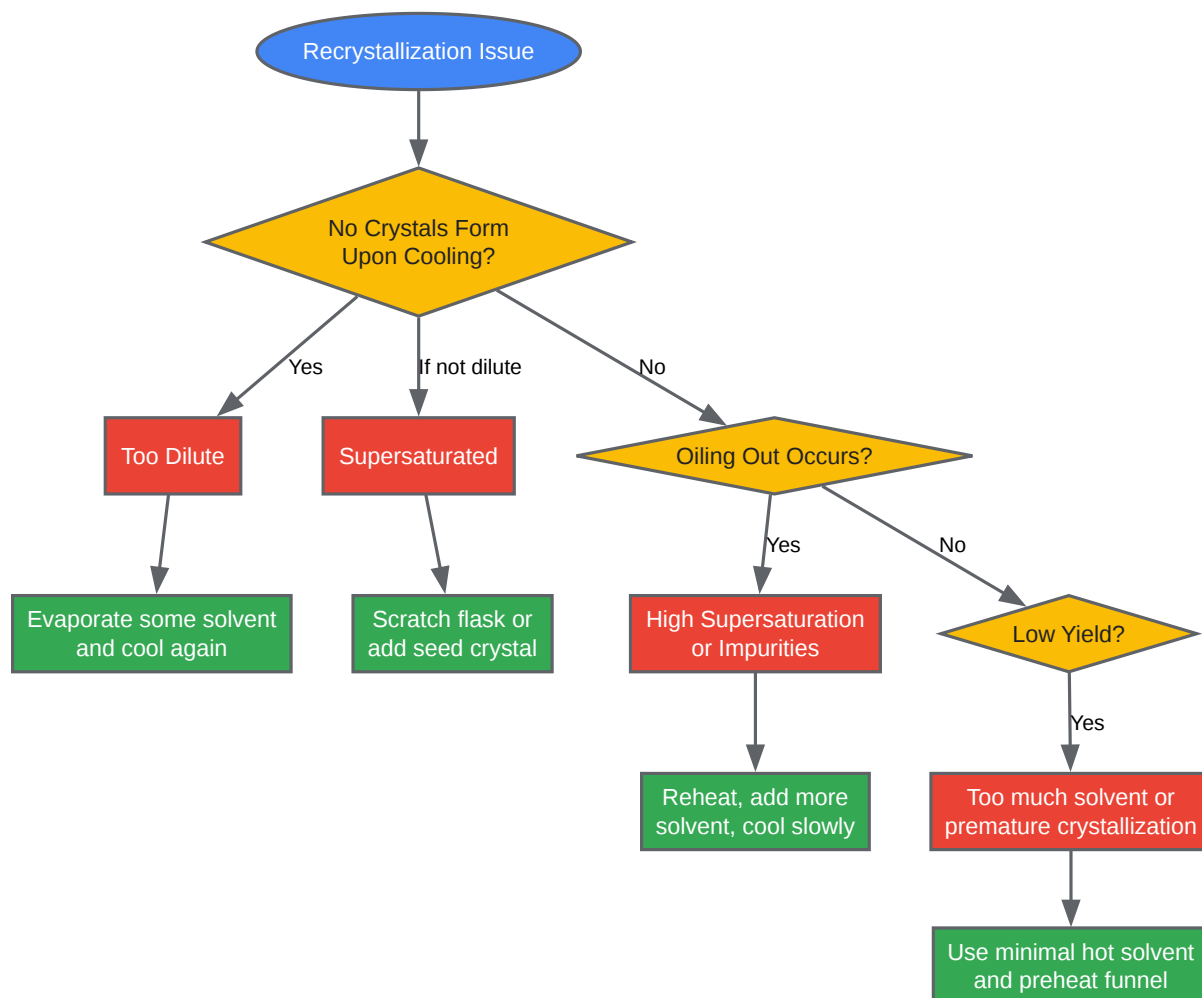 Recrystallization Issue
No Crystals Form
Upon Cooling?
Yes
If not dilute
No
Too Dilute
Supersaturated
Oiling Out Occurs?
Yes
No
Evaporate some solvent
and cool again
Scratch flask or
add seed crystal
High Supersaturation
or Impurities
Low Yield?
Yes
Reheat, add more
solvent, cool slowly
Too much solvent or
premature crystallization
Use minimal hot solvent
and preheat funnel